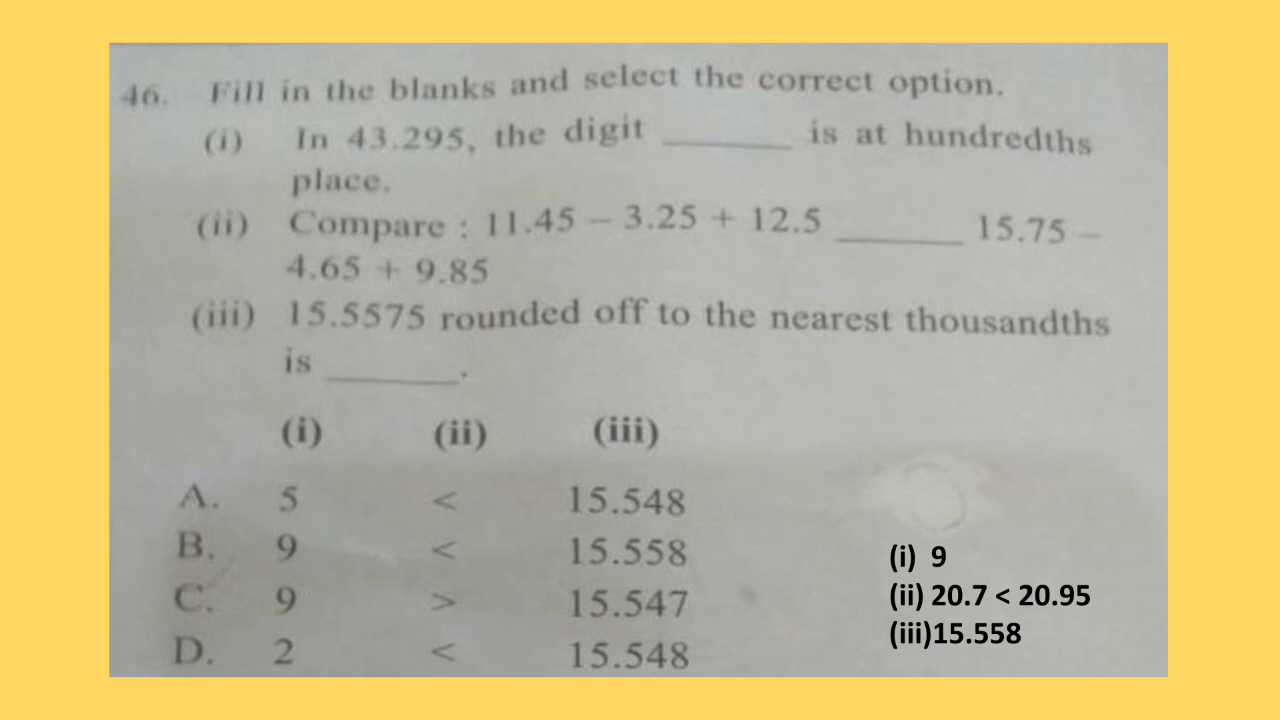 46. Fill in the blanks and select the correct option.
(i) In 43.295, the digit ______ is at hundredths
place.
(ii) Compare : 11.45 – 3.25 + 12.5 ______ 15.75 –
4.65 + 9.85
(iii) 15.5575 rounded off to the nearest thousandths
is ______.
(i) (ii) (iii)
A. 5 < 15.548
B. 9 < 15.558
C. 9 > 15.547
D. 2 < 15.548
(i) 9
(ii) 20.7 < 20.95
(iii)15.558